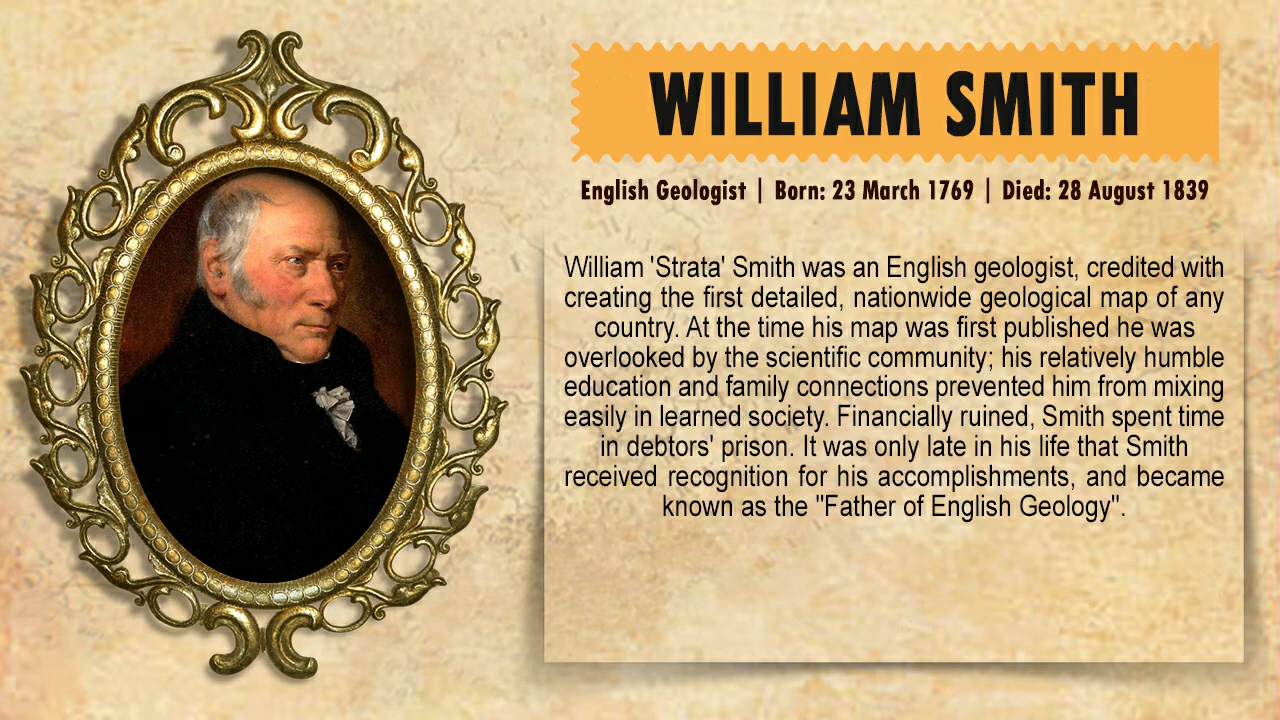 WILLIAM SMITH
English Geologist | Born: 23 March 1769 | Died: 28 August 1839
William 'Strata' Smith was an English geologist, credited with
creating the first detailed, nationwide geological map of any
country. At the time his map was first published he was
overlooked by the scientific community; his relatively humble
education and family connections prevented him from mixing
easily in learned society. Financially ruined, Smith spent time
in debtors' prison. It was only late in his life that Smith
received recognition for his accomplishments, and became
known as the "Father of English Geology".